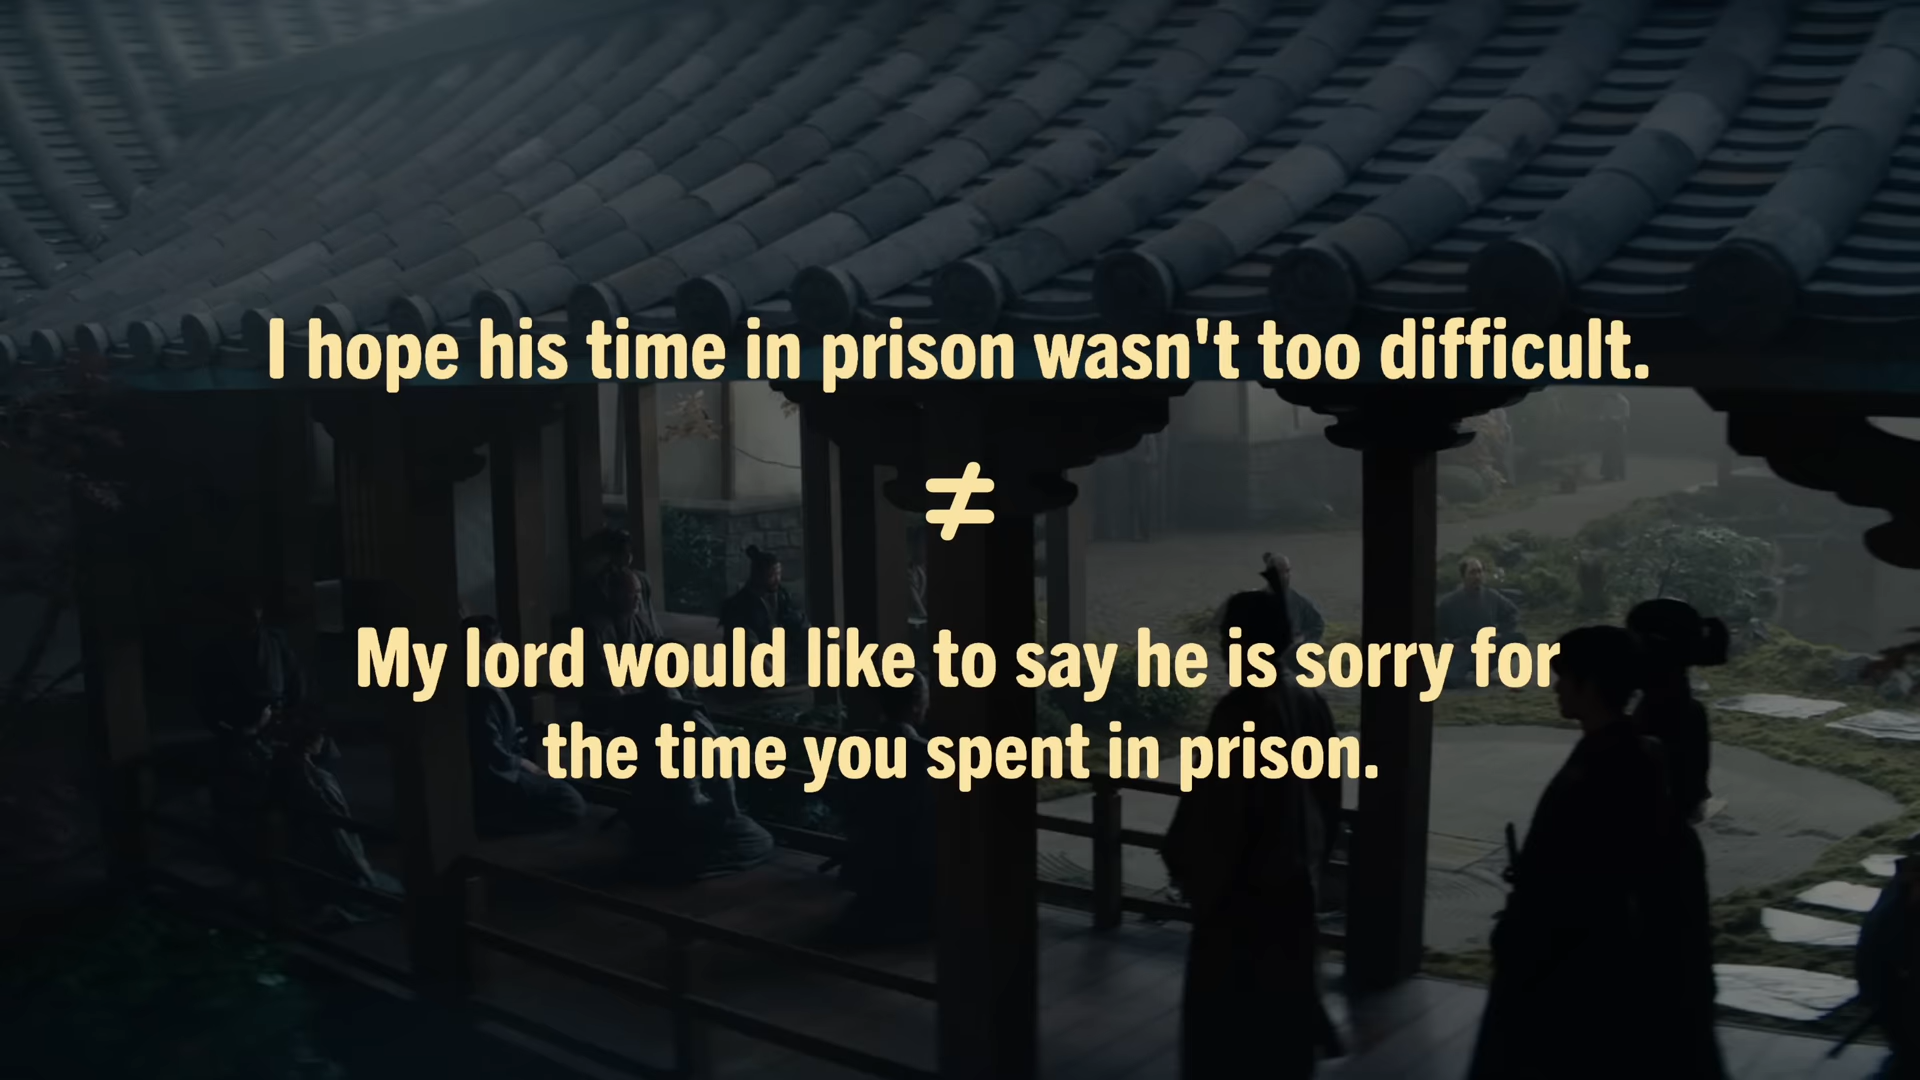 I hope his time in prison wasn't too difficult.
≠
My lord would like to say he is sorry for
the time you spent in prison.